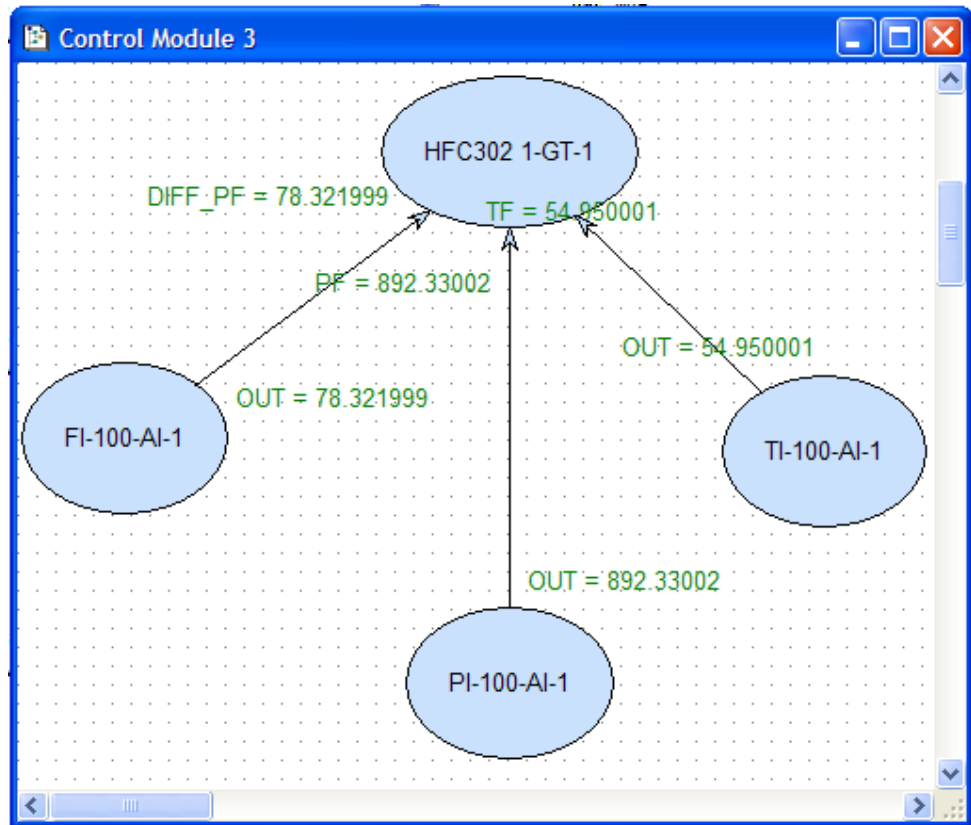 Control Module 3
HFC302 1-GT-1
DIFF_PF = 78.321999
TF = 54.950001
PF = 892.33002
OUT = 54.950001
OUT = 78.321999
FI-100-AI-1
TI-100-AI-1
OUT = 892.33002
PI-100-AI-1